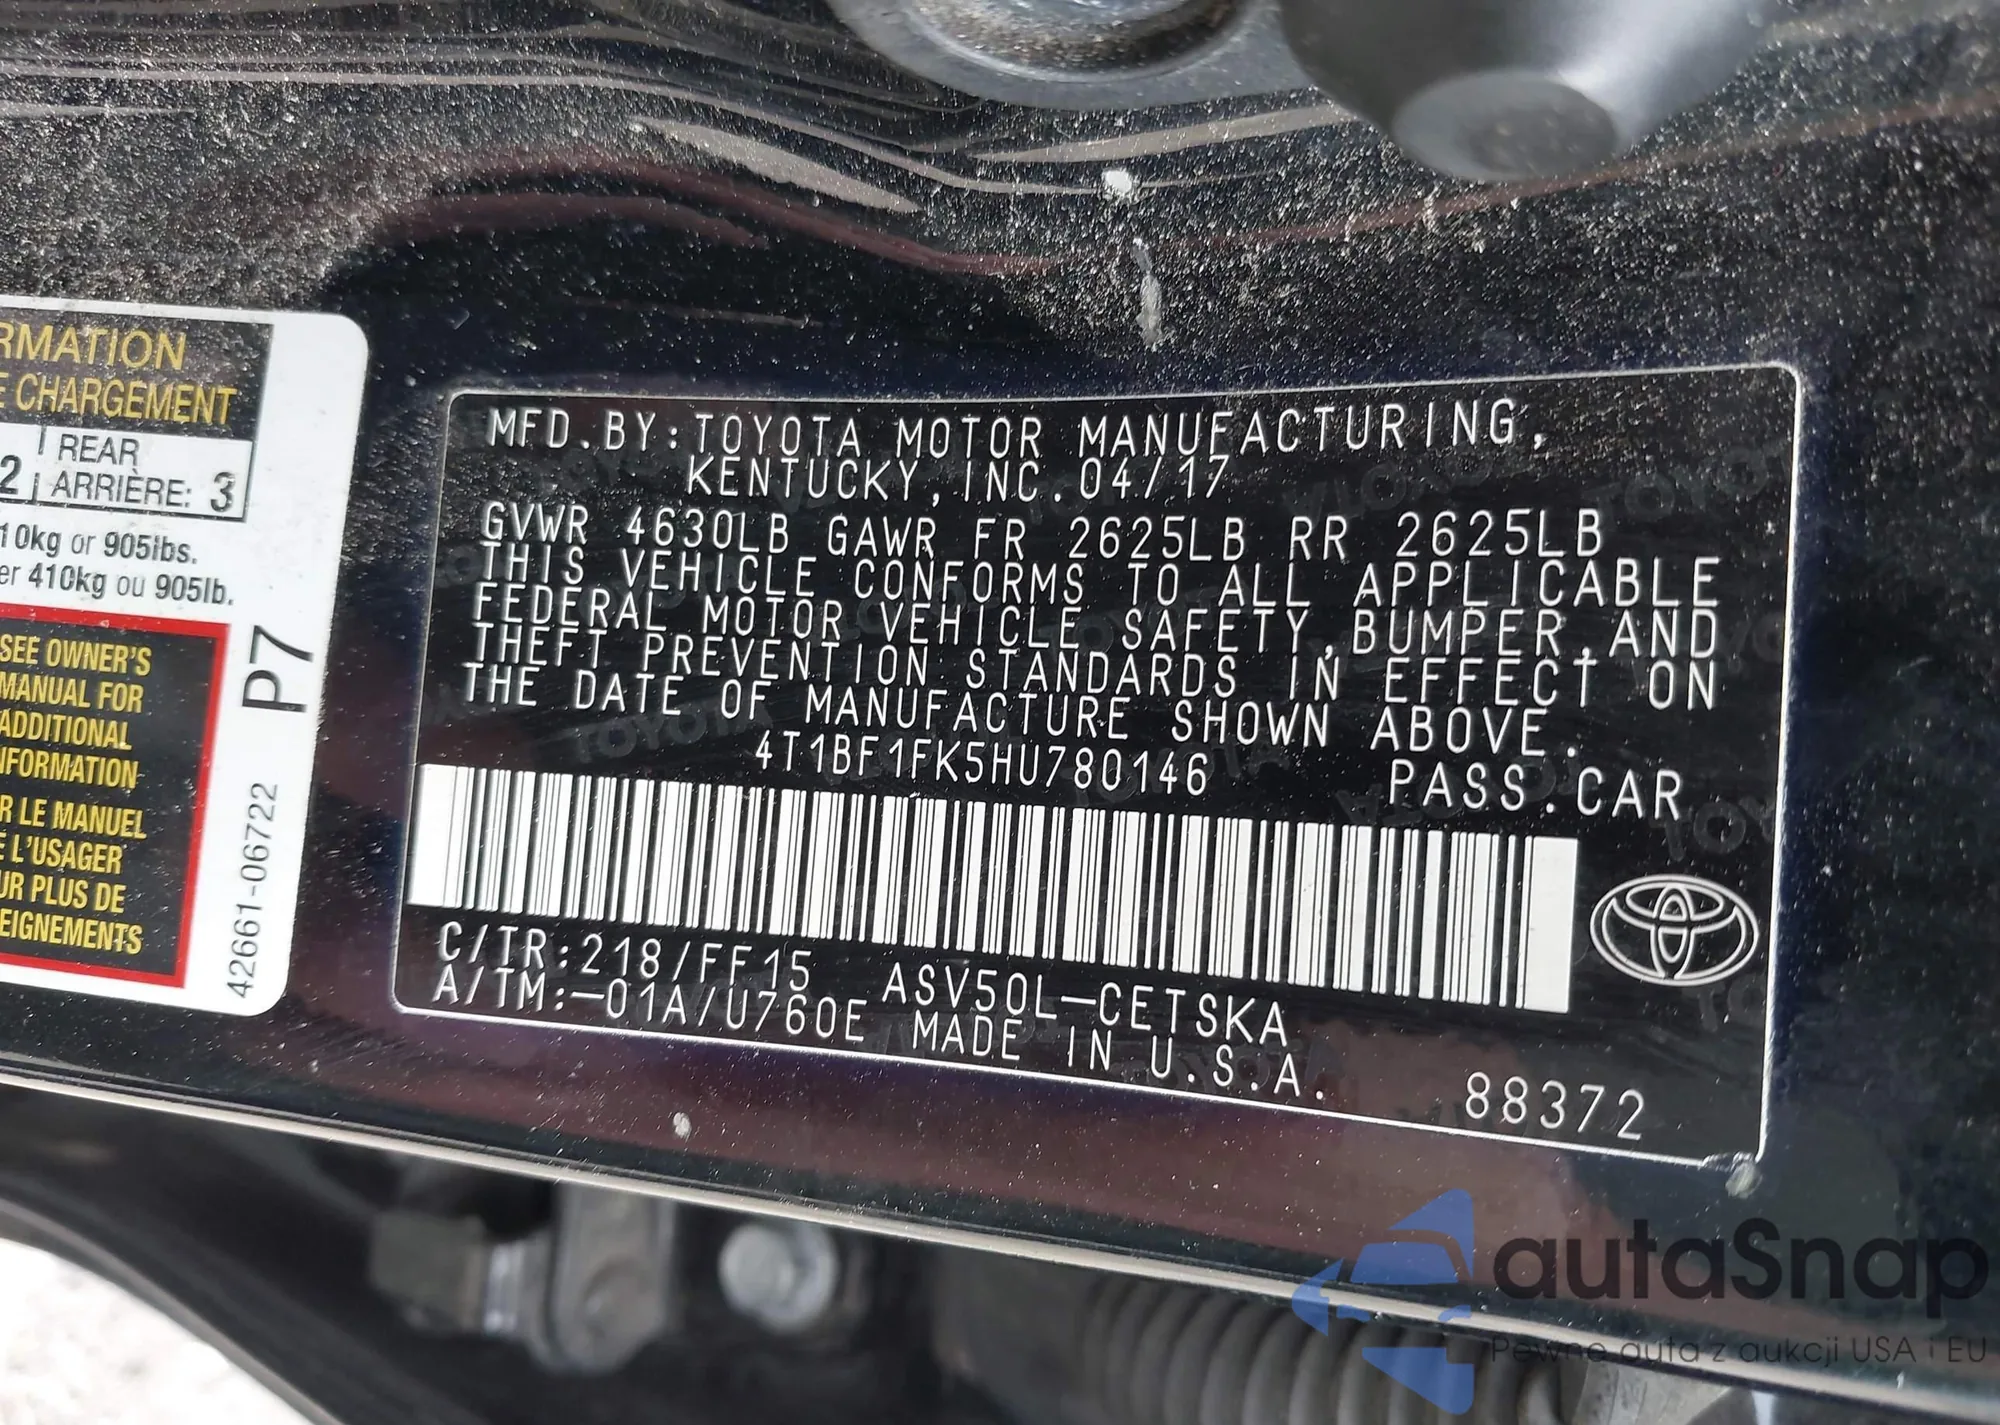 RMATION
E CHARGEMENT
REAR
2 ARRIÈRE: 3
10kg or 905lbs.
er 410kg ou 905lb.
SEE OWNER'S
MANUAL FOR
ADDITIONAL
NFORMATION
R LE MANUEL
E L'USAGER
UR PLUS DE
EIGNEMENTS
P7
42661-06722
MFD.BY:TOYOTA MOTOR MANUFACTURING,
KENTUCKY,INC.04/17
GVWR 4630LB GAWR FR 2625LB RR 2625LB
THIS VEHICLE CONFORMS TO ALL APPLICABLE
FEDERAL MOTOR VEHICLE SAFETY,BUMPER,AND
THEFT PREVENTION STANDARDS IN EFFECT ON
THE DATE OF MANUFACTURE SHOWN ABOVE.
4T1BF1FK5HU780146 PASS.CAR
C/TR:218/FF15 ASV50L-CETSKA
A/TM:-01A/U760E MADE IN U.S.A.
88372
autaSnap
Pewne auta z aukcji USA i EU